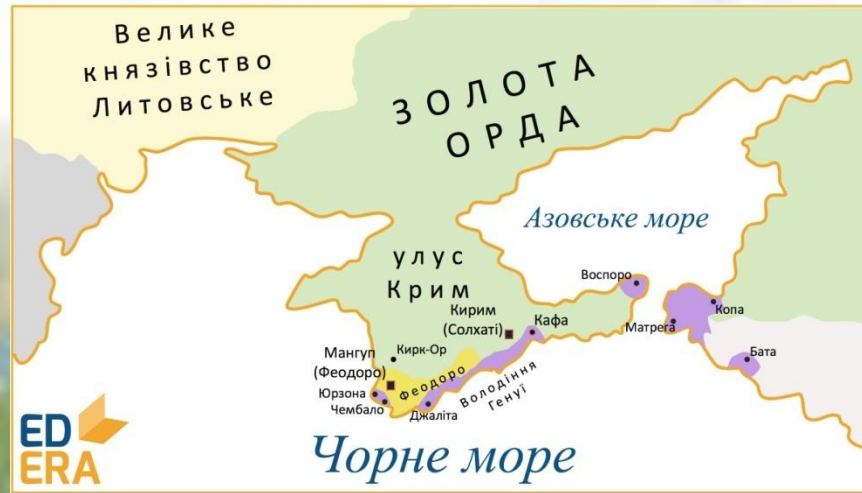 Велике
князівство
Литовське
ЗОЛОТА
ОРДА
Азовське море
улус
Крим
Воспоро
Кирим
(Солхаті)
Кафа
Копа
Матрега
Бата
Кирк-Ор
Мангуп
(Феодоро)
Феодоро
Володіння
Генуї
Юрзона
Чембало
Джаліта
Чорне море
ED
ERA